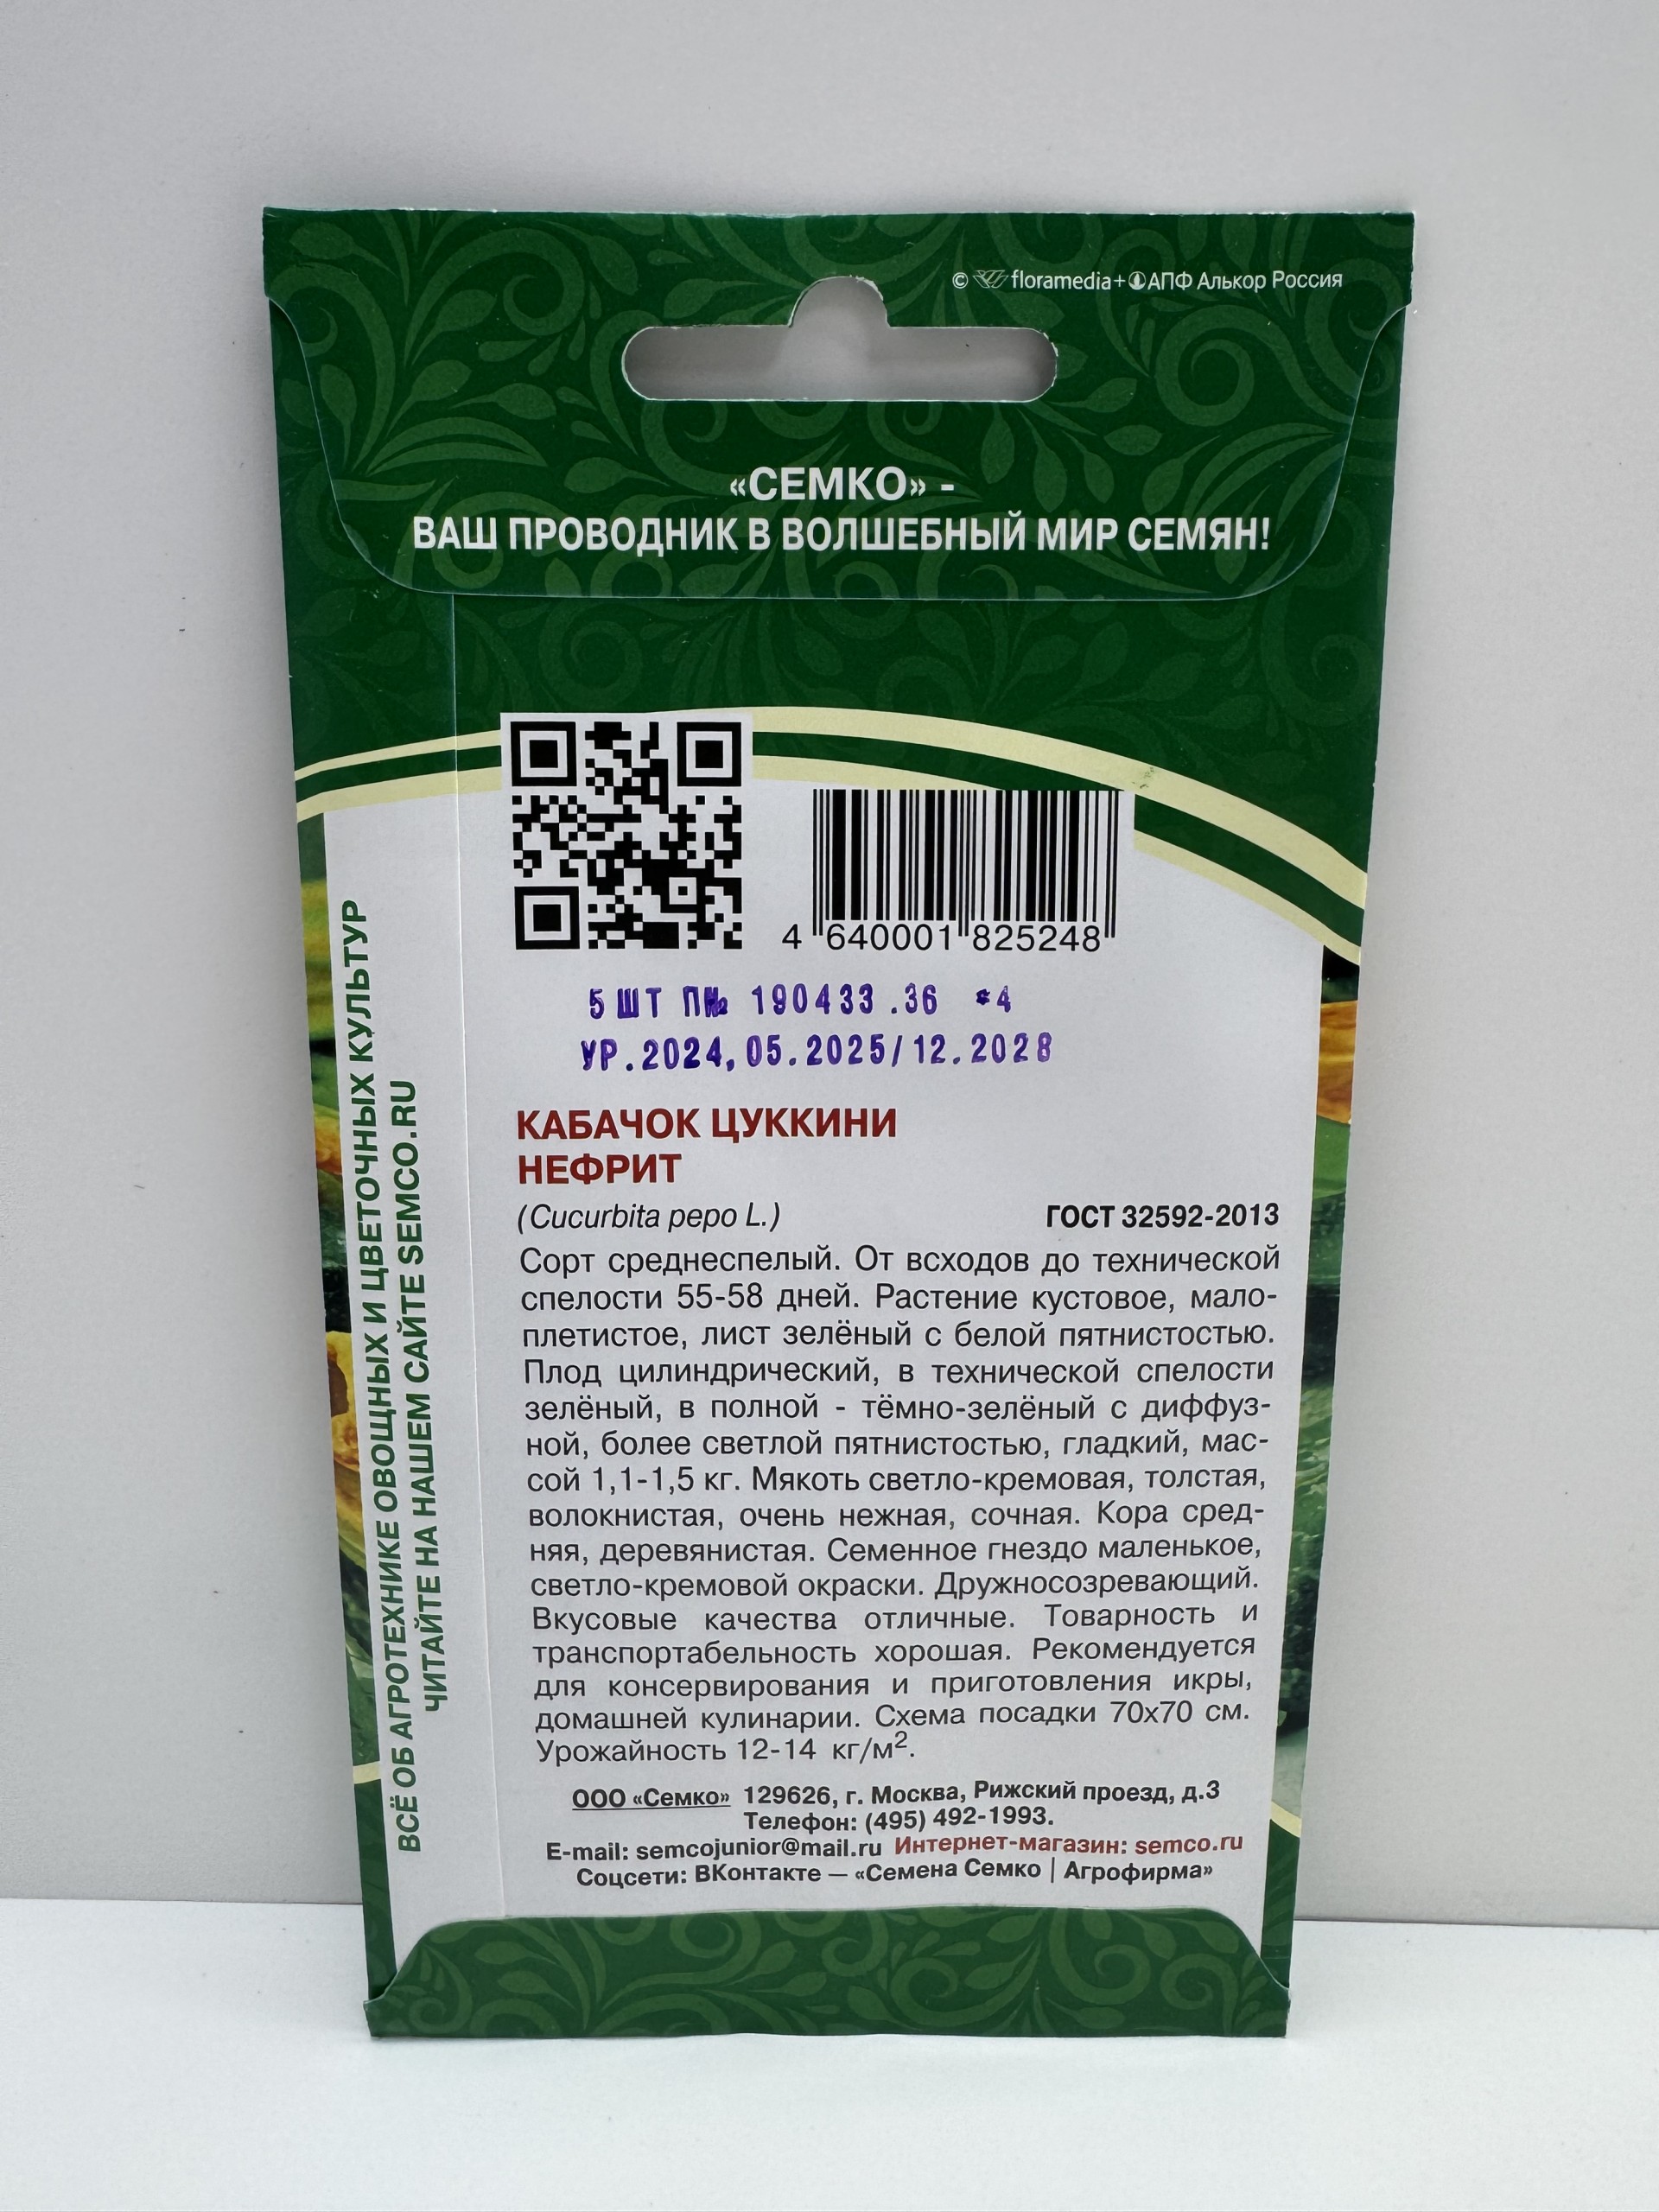 © floramedia+АПФ Алькор Россия
«СЕМКО» -
ВАШ ПРОВОДНИК В ВОЛШЕБНЫЙ МИР СЕМЯН!
4 640001 825248
5 ШТ П№ 190433.36 *4
УР.2024,05.2025/12.2028
КАБАЧОК ЦУККИНИ
НЕФРИТ
(Cucurbita pepo L.) ГОСТ 32592-2013
Сорт среднеспелый. От всходов до технической
спелости 55-58 дней. Растение кустовое, мало-
плетистое, лист зелёный с белой пятнистостью.
Плод цилиндрический, в технической спелости
зелёный, в полной - тёмно-зелёный с диффуз-
ной, более светлой пятнистостью, гладкий, мас-
сой 1,1-1,5 кг. Мякоть светло-кремовая, толстая,
волокнистая, очень нежная, сочная. Кора сред-
няя, деревянистая. Семенное гнездо маленькое,
светло-кремовой окраски. Дружносозревающий.
Вкусовые качества отличные. Товарность и
транспортабельность хорошая. Рекомендуется
для консервирования и приготовления икры,
домашней кулинарии. Схема посадки 70х70 см.
Урожайность 12-14 кг/м².
ООО «Семко» 129626, г. Москва, Рижский проезд, д.3
Телефон: (495) 492-1993.
E-mail: semcojunior@mail.ru Интернет-магазин: semco.ru
Соцсети: ВКонтакте — «Семена Семко | Агрофирма»
ВСЁ ОБ АГРОТЕХНИКЕ ОВОЩНЫХ И ЦВЕТОЧНЫХ КУЛЬТУР
ЧИТАЙТЕ НА НАШЕМ САЙТЕ SEMCO.RU